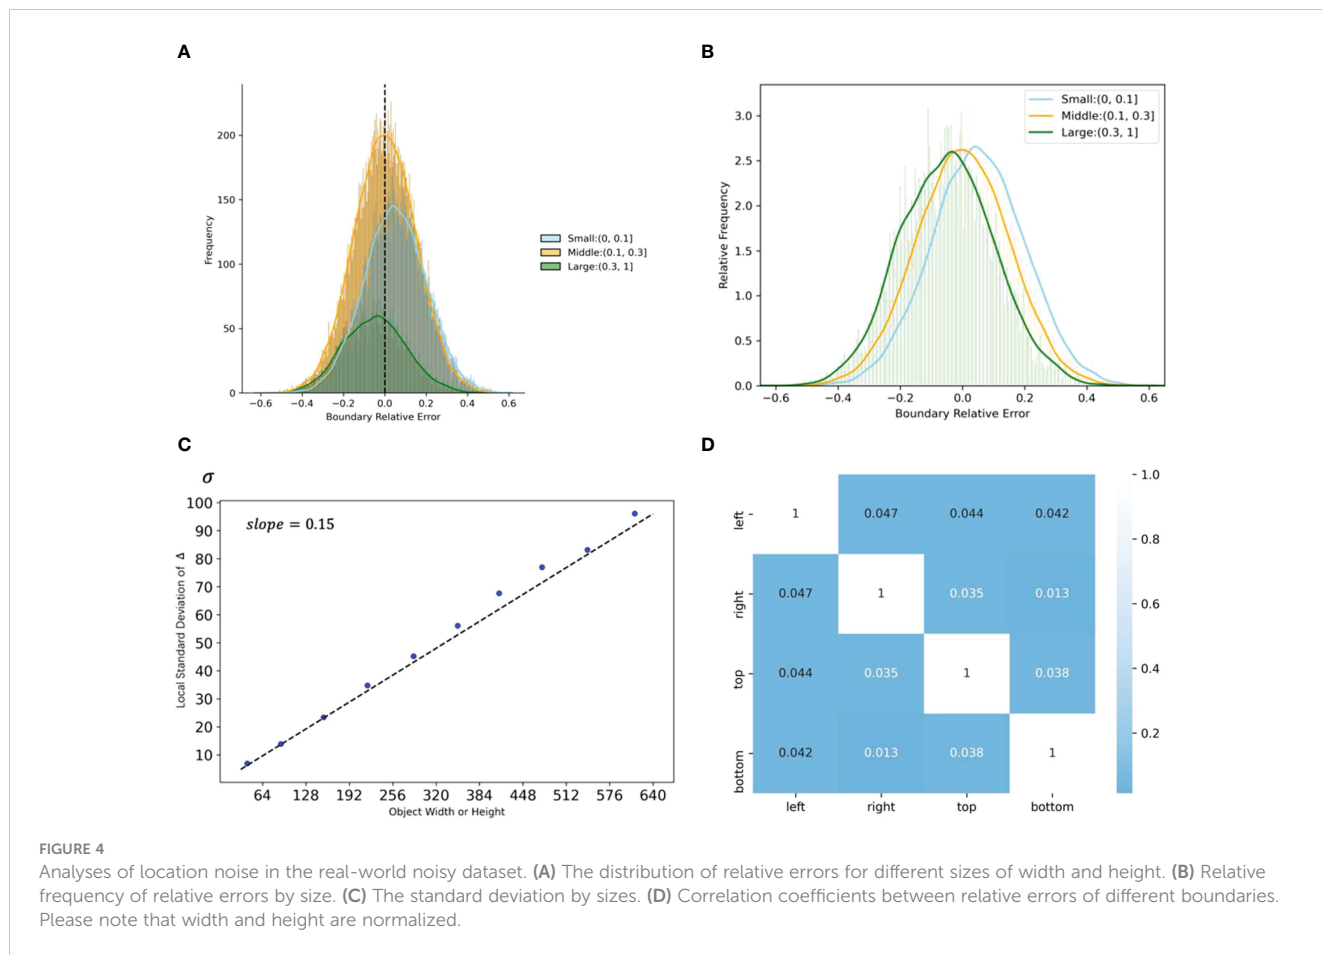 A
Frequency
200
150
100
50
0
−0.6 −0.4 −0.2 0.0 0.2 0.4 0.6
Boundary Relative Error
Small:(0, 0.1]
Middle:(0.1, 0.3]
Large:(0.3, 1]
B
Relative Frequency
3.0
2.5
2.0
1.5
1.0
0.5
0.0
−0.6 −0.4 −0.2 0.0 0.2 0.4 0.6
Boundary Relative Error
Small:(0, 0.1]
Middle:(0.1, 0.3]
Large:(0.3, 1]
C
σ
slope = 0.15
Local Standard Deviation of Δ
100
90
80
70
60
50
40
30
20
10
64 128 192 256 320 384 448 512 576 640
Object Width or Height
D
left 1 0.047 0.044 0.042
right 0.047 1 0.035 0.013
top 0.044 0.035 1 0.038
bottom 0.042 0.013 0.038 1
left right top bottom
1.0
0.8
0.6
0.4
0.2
FIGURE 4
Analyses of location noise in the real-world noisy dataset. (A) The distribution of relative errors for different sizes of width and height. (B) Relative
frequency of relative errors by size. (C) The standard deviation by sizes. (D) Correlation coefficients between relative errors of different boundaries.
Please note that width and height are normalized.